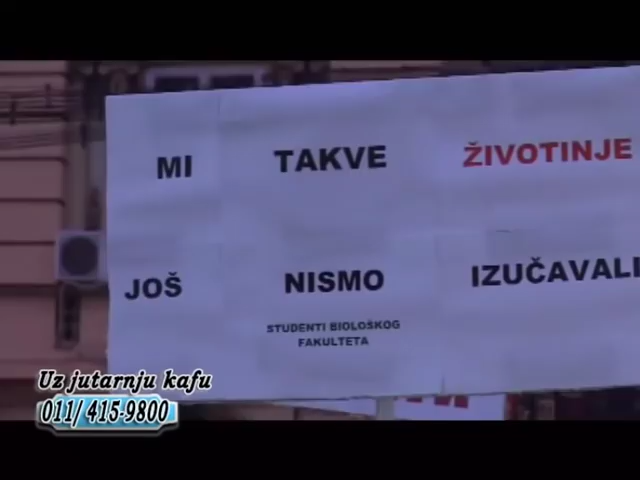 MI TAKVE ŽIVOTINJE
JOŠ NISMO IZUČAVALI
STUDENTI BIOLOŠKOG
FAKULTETA
Uz jutarnju kafu
011/ 415-9800